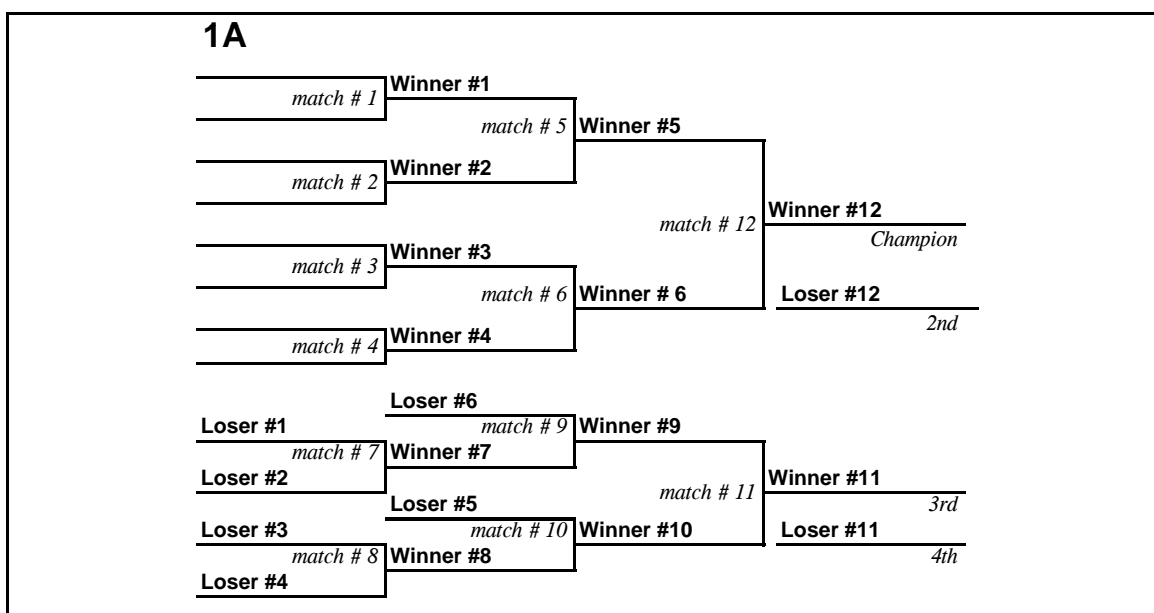 1A
Winner #1
match # 1
match # 5
Winner #5
Winner #2
match # 2
Winner #12
match # 12
Champion
Winner #3
match # 3
match # 6
Winner # 6
Loser #12
2nd
Winner #4
match # 4
Loser #6
Loser #1
match # 9
Winner #9
match # 7
Winner #7
Loser #2
Winner #11
match # 11
3rd
Loser #5
Loser #3
match # 10
Winner #10
Loser #11
match # 8
Winner #8
4th
Loser #4